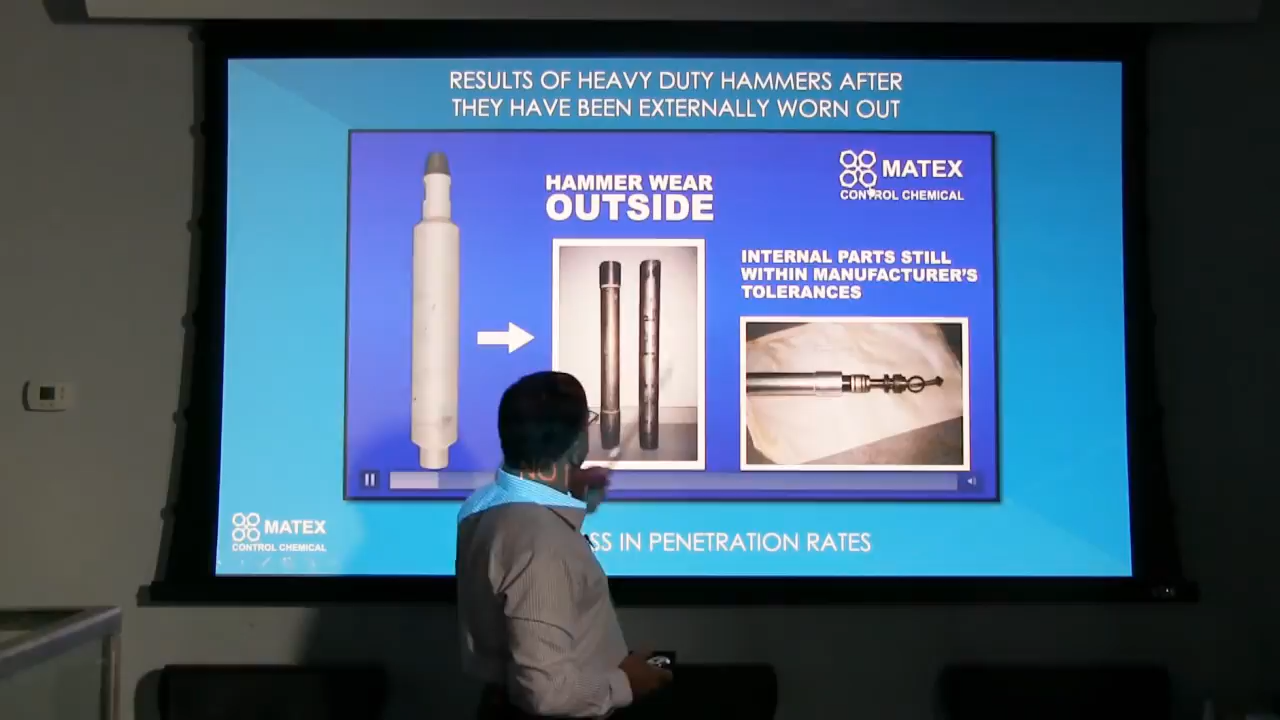 RESULTS OF HEAVY DUTY HAMMERS AFTER
THEY HAVE BEEN EXTERNALLY WORN OUT
HAMMER WEAR
OUTSIDE
MATEX
CONTROL CHEMICAL
INTERNAL PARTS STILL
WITHIN MANUFACTURER'S
TOLERANCES
MATEX
CONTROL CHEMICAL
NO
IN PENETRATION RATES